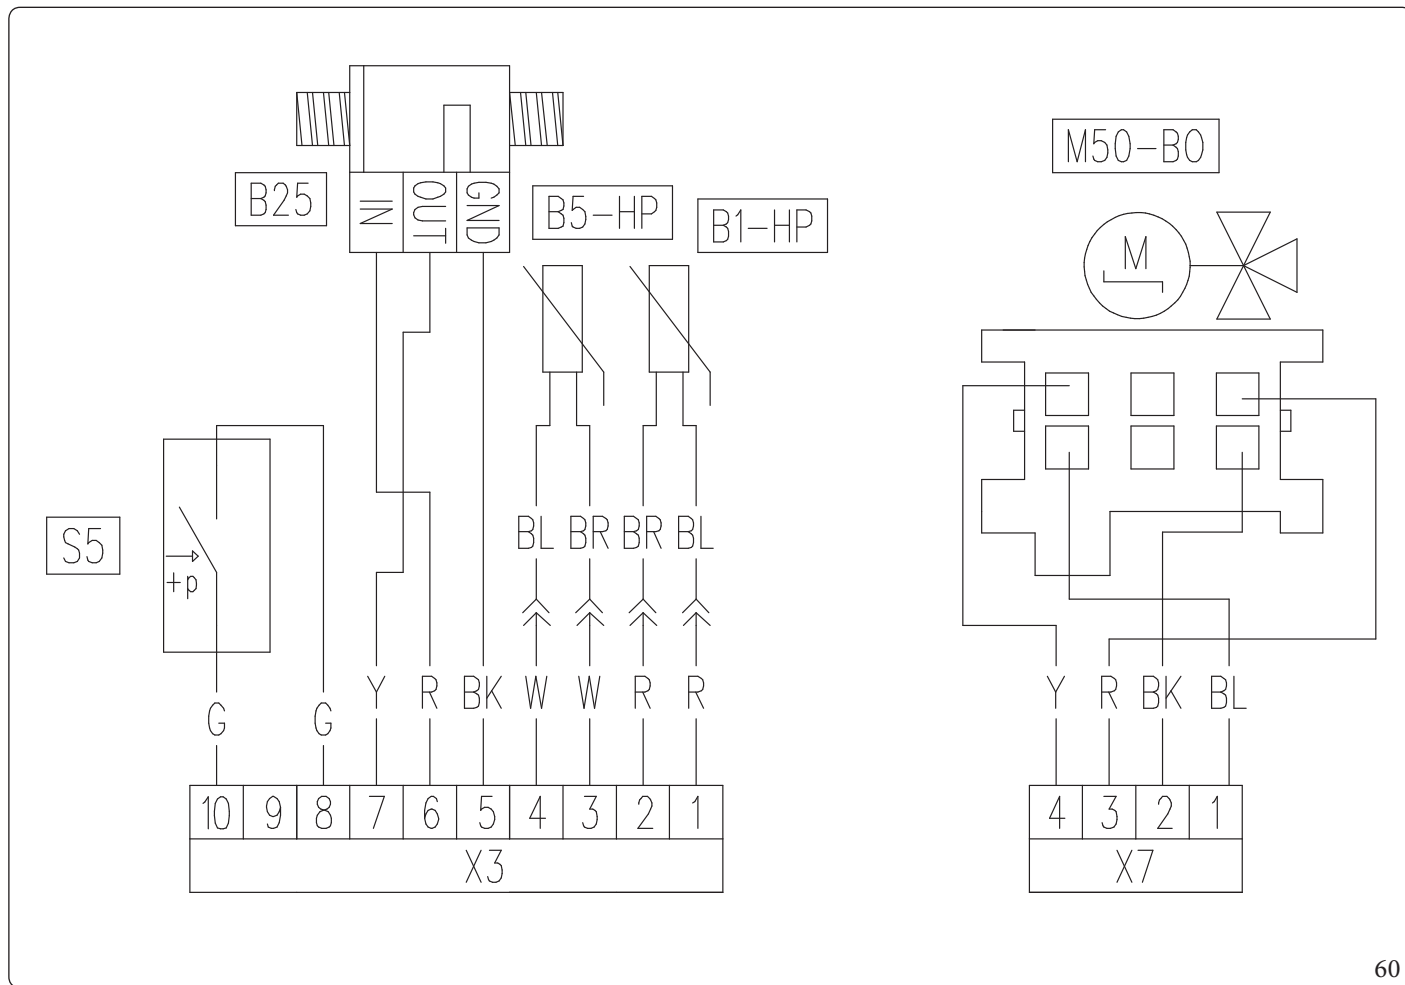 M50-B0
B25
IN
OUT
GND
B5-HP
B1-HP
M
S5
+p
BL BR BR BL
G G Y R BK W W R R
Y R BK BL
10 9 8 7 6 5 4 3 2 1
X3
4 3 2 1
X7
60